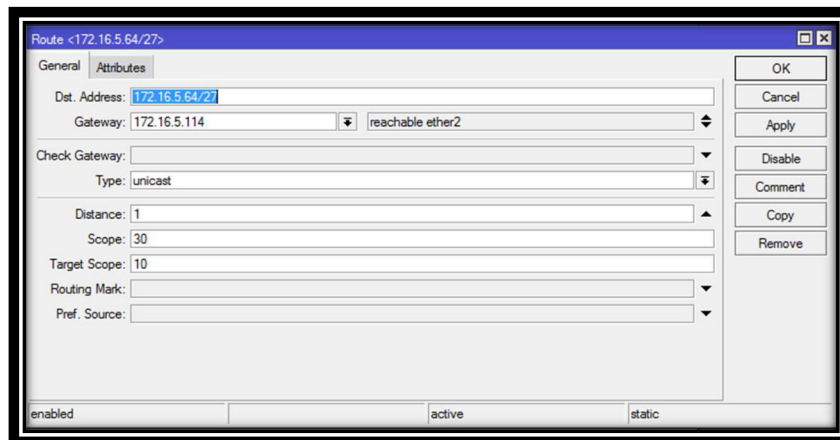 Route <172.16.5.64/27>
General Attributes
Dst. Address: 172.16.5.64/27
Gateway: 172.16.5.114 reachable ether2
Check Gateway:
Type: unicast
Distance: 1
Scope: 30
Target Scope: 10
Routing Mark:
Pref. Source:
OK
Cancel
Apply
Disable
Comment
Copy
Remove
enabled active static